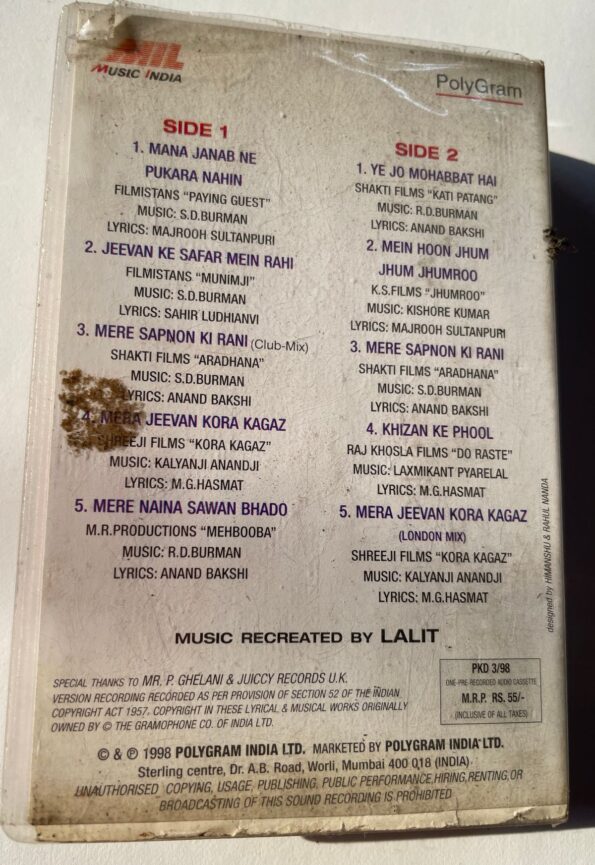 MIL
MUSIC INDIA
PolyGram
SIDE 1
1. MANA JANAB NE
PUKARA NAHIN
FILMISTANS "PAYING GUEST"
MUSIC: S.D.BURMAN
LYRICS: MAJROOH SULTANPURI
2. JEEVAN KE SAFAR MEIN RAHI
FILMISTANS "MUNIMJI"
MUSIC: S.D.BURMAN
LYRICS: SAHIR LUDHIANVI
3. MERE SAPNON KI RANI (Club-Mix)
SHAKTI FILMS "ARADHANA"
MUSIC: S.D.BURMAN
LYRICS: ANAND BAKSHI
4. MERA JEEVAN KORA KAGAZ
SHREEJI FILMS "KORA KAGAZ"
MUSIC: KALYANJI ANANDJI
LYRICS: M.G.HASMAT
5. MERE NAINA SAWAN BHADO
M.R.PRODUCTIONS "MEHBOOBA"
MUSIC: R.D.BURMAN
LYRICS: ANAND BAKSHI
SIDE 2
1. YE JO MOHABBAT HAI
SHAKTI FILMS "KATI PATANG"
MUSIC: R.D.BURMAN
LYRICS: ANAND BAKSHI
2. MEIN HOON JHUM
JHUM JHUMROO
K.S.FILMS "JHUMROO"
MUSIC: KISHORE KUMAR
LYRICS: MAJROOH SULTANPURI
3. MERE SAPNON KI RANI
SHAKTI FILMS "ARADHANA"
MUSIC: S.D.BURMAN
LYRICS: ANAND BAKSHI
4. KHIZAN KE PHOOL
RAJ KHOSLA FILMS "DO RASTE"
MUSIC: LAXMIKANT PYARELAL
LYRICS: M.G.HASMAT
5. MERA JEEVAN KORA KAGAZ
(LONDON MIX)
SHREEJI FILMS "KORA KAGAZ"
MUSIC: KALYANJI ANANDJI
LYRICS: M.G.HASMAT
designed by HIMANSHU & RAHUL NANDA
MUSIC RECREATED BY LALIT
SPECIAL THANKS TO MR. P. GHELANI & JUICCY RECORDS U.K.
VERSION RECORDING RECORDED AS PER PROVISION OF SECTION 52 OF THE INDIAN
COPYRIGHT ACT 1957. COPYRIGHT IN THESE LYRICAL & MUSICAL WORKS ORIGINALLY
OWNED BY © THE GRAMOPHONE CO. OF INDIA LTD.
PKD 3/98
ONE-PRE-RECORDED AUDIO CASSETTE
M.R.P. RS. 55/-
(INCLUSIVE OF ALL TAXES)
© & ℗ 1998 POLYGRAM INDIA LTD. MARKETED BY POLYGRAM INDIA LTD.
Sterling centre, Dr. A.B. Road, Worli, Mumbai 400 018 (INDIA)
UNAUTHORISED COPYING, USAGE, PUBLISHING, PUBLIC PERFORMANCE,HIRING,RENTING,OR
BROADCASTING OF THIS SOUND RECORDING IS PROHIBITED